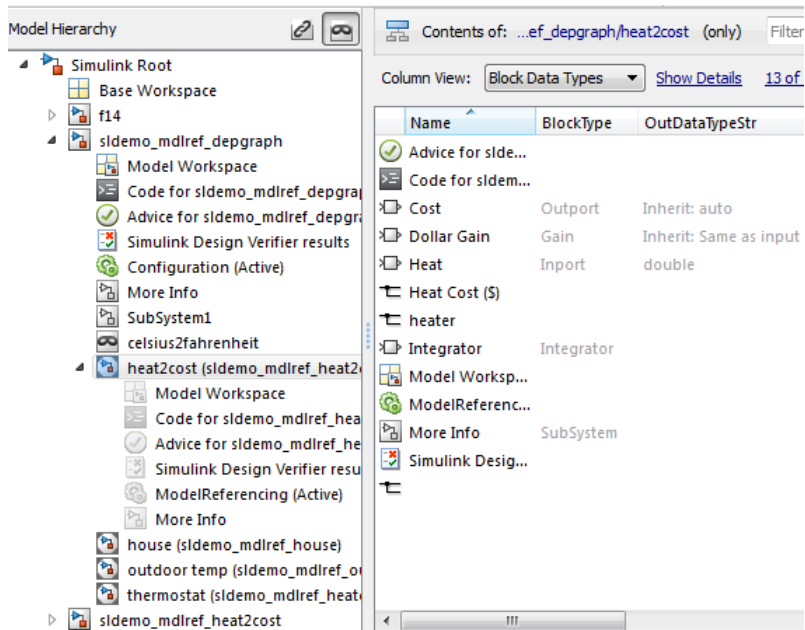 Model Hierarchy
Simulink Root
Base Workspace
f14
sldemo_mdlref_depgraph
Model Workspace
Code for sldemo_mdlref_depgra
Advice for sldemo_mdlref_depgr
Simulink Design Verifier results
Configuration (Active)
More Info
SubSystem1
celsius2fahrenheit
heat2cost (sldemo_mdlref_heat2
Model Workspace
Code for sldemo_mdlref_hea
Advice for sldemo_mdlref_he
Simulink Design Verifier resu
ModelReferencing (Active)
More Info
house (sldemo_mdlref_house)
outdoor temp (sldemo_mdlref_o
thermostat (sldemo_mdlref_heat
sldemo_mdlref_heat2cost
Contents of: ...ef_depgraph/heat2cost (only) Filter
Column View: Block Data Types Show Details 13 of
Name BlockType OutDataTypeStr
Advice for slde...
Code for sldem...
Cost Outport Inherit: auto
Dollar Gain Gain Inherit: Same as input
Heat Inport double
Heat Cost ($)
heater
Integrator Integrator
Model Worksp...
ModelReferenc...
More Info SubSystem
Simulink Desig...